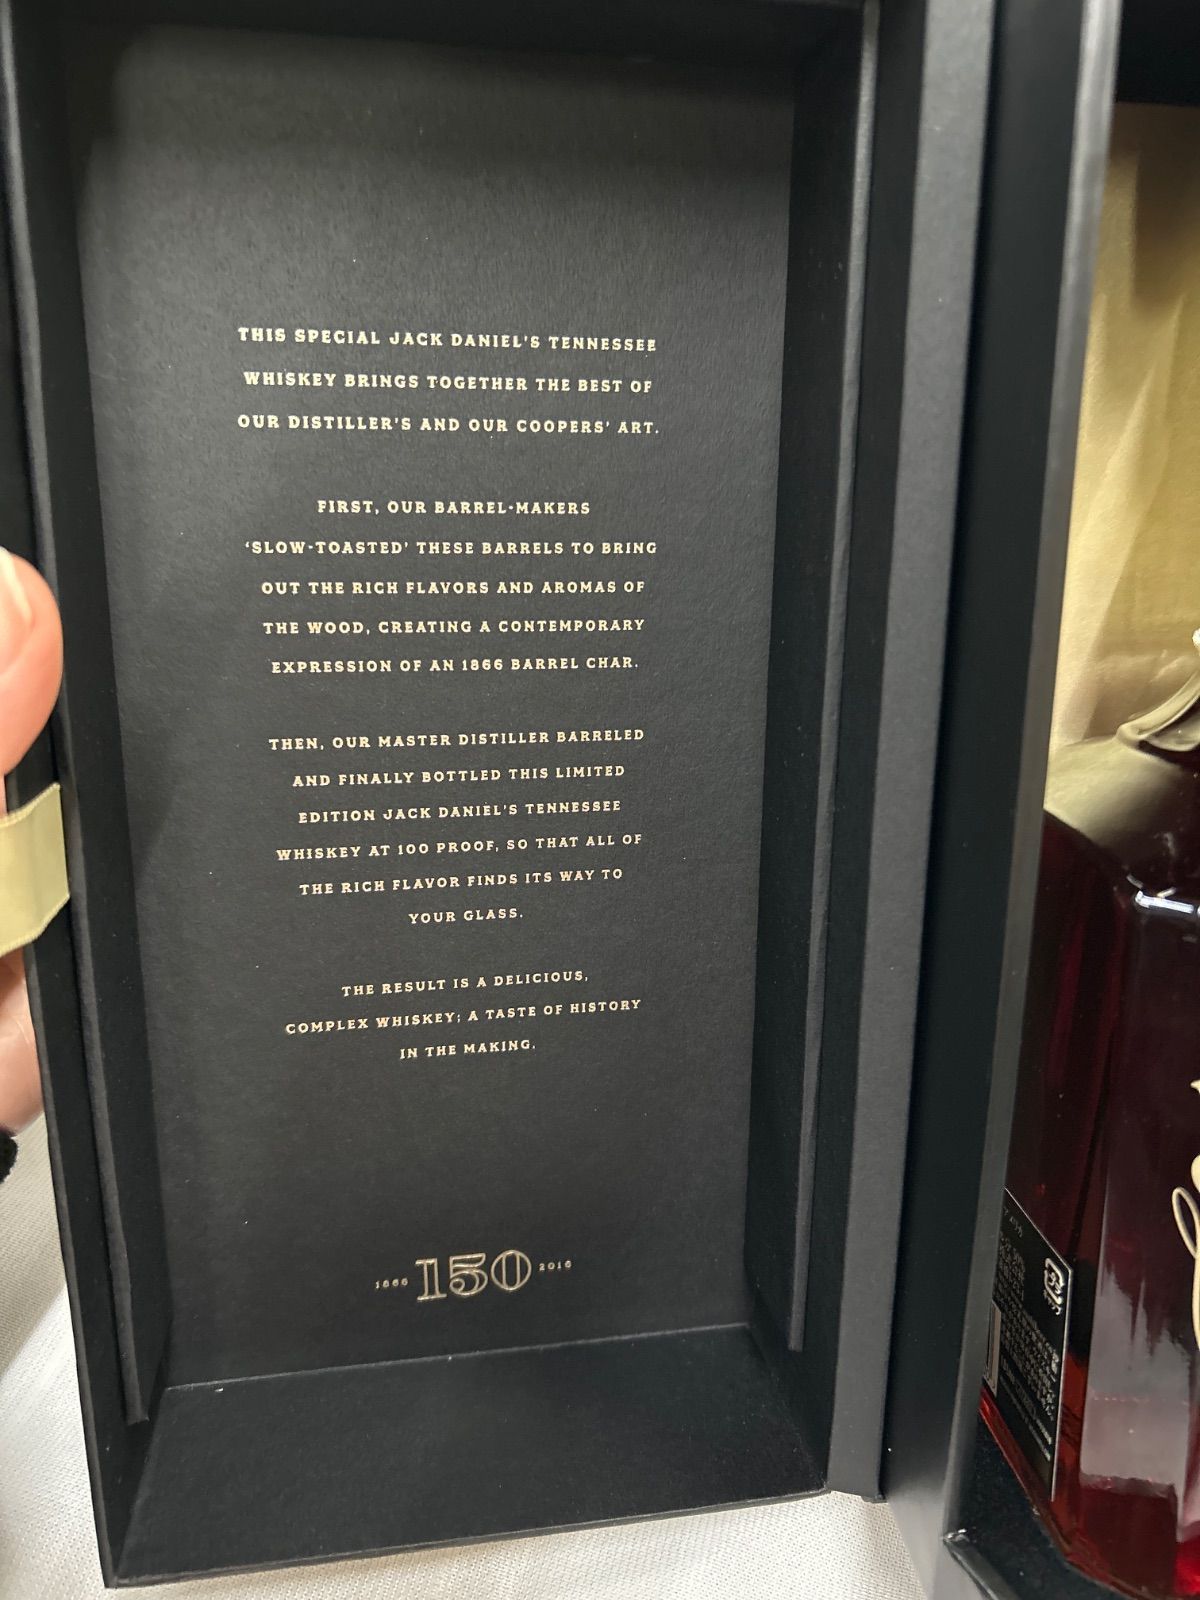 THIS SPECIAL JACK DANIEL'S TENNESSEE
WHISKEY BRINGS TOGETHER THE BEST OF
OUR DISTILLER'S AND OUR COOPERS' ART.
FIRST, OUR BARREL-MAKERS
'SLOW-TOASTED' THESE BARRELS TO BRING
OUT THE RICH FLAVORS AND AROMAS OF
THE WOOD, CREATING A CONTEMPORARY
EXPRESSION OF AN 1866 BARREL CHAR.
THEN, OUR MASTER DISTILLER BARRELED
AND FINALLY BOTTLED THIS LIMITED
EDITION JACK DANIEL'S TENNESSEE
WHISKEY AT 100 PROOF, SO THAT ALL OF
THE RICH FLAVOR FINDS ITS WAY TO
YOUR GLASS.
THE RESULT IS A DELICIOUS,
COMPLEX WHISKEY; A TASTE OF HISTORY
IN THE MAKING.
1866 150 2016